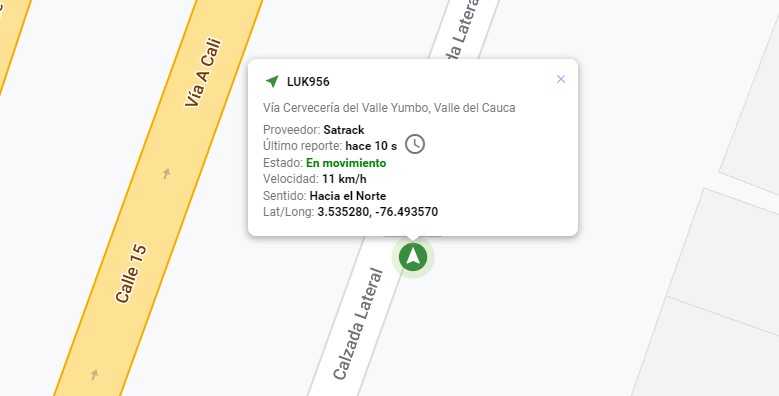 Vía A Cali
da Lateral
LUK956
Vía Cervecería del Valle Yumbo, Valle del Cauca
Proveedor: Satrack
Último reporte: hace 10 s
Estado: En movimiento
Velocidad: 11 km/h
Sentido: Hacia el Norte
Lat/Long: 3.535280, -76.493570
Calle 15
Calzada Lateral